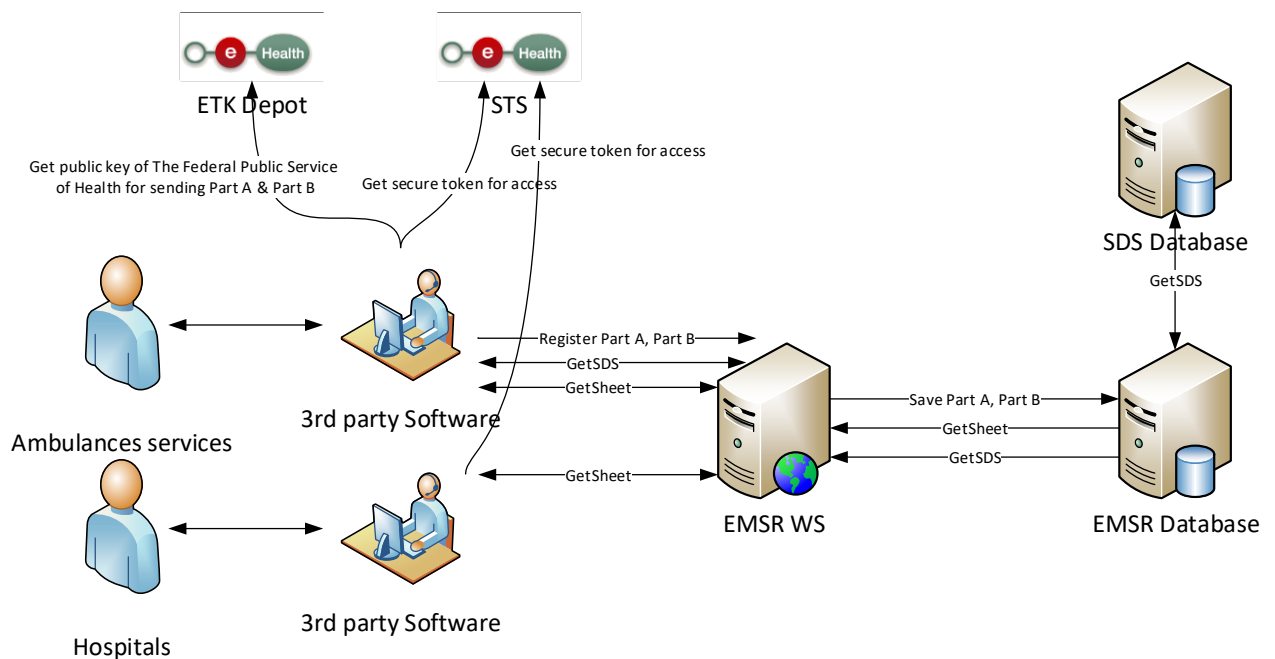 e Health
e Health
ETK Depot
STS
Get public key of The Federal Public Service
of Health for sending Part A & Part B
Get secure token for access
Get secure token for access
SDS Database
GetSDS
Register Part A, Part B
GetSDS
GetSheet
3rd party Software
Ambulances services
Save Part A, Part B
GetSheet
GetSDS
GetSheet
EMSR WS
EMSR Database
3rd party Software
Hospitals